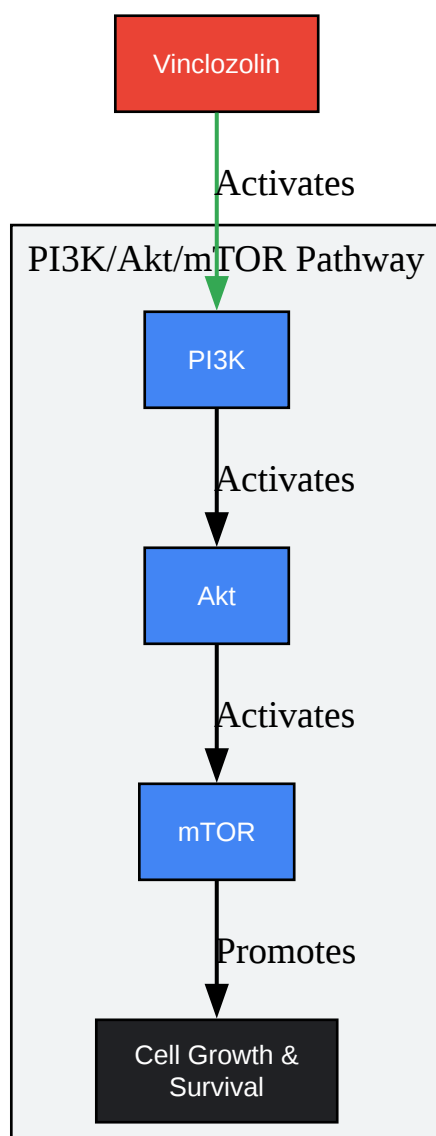 Vinclozolin
Activates
PI3K/Akt/mTOR Pathway
PI3K
Activates
Akt
Activates
mTOR
Promotes
Cell Growth &
Survival